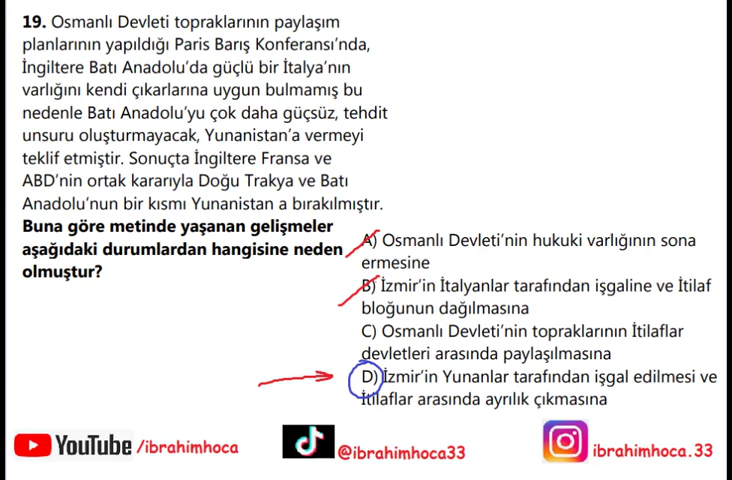 19. Osmanlı Devleti topraklarının paylaşım
planlarının yapıldığı Paris Barış Konferansı'nda,
İngiltere Batı Anadolu'da güçlü bir İtalya'nın
varlığını kendi çıkarlarına uygun bulmamış bu
nedenle Batı Anadolu'yu çok daha güçsüz, tehdit
unsuru oluşturmayacak, Yunanistan'a vermeyi
teklif etmiştir. Sonuçta İngiltere Fransa ve
ABD'nin ortak kararıyla Doğu Trakya ve Batı
Anadolu'nun bir kısmı Yunanistan a bırakılmıştır.
Buna göre metinde yaşanan gelişmeler
aşağıdaki durumlardan hangisine neden
olmuştur?
A) Osmanlı Devleti'nin hukuki varlığının sona
ermesine
B) İzmir'in İtalyanlar tarafından işgaline ve İtilaf
bloğunun dağılmasına
C) Osmanlı Devleti'nin topraklarının İtilaflar
devletleri arasında paylaşılmasına
D) İzmir'in Yunanlar tarafından işgal edilmesi ve
İtilaflar arasında ayrılık çıkmasına
YouTube /ibrahimhoca
@ibrahimhoca33
ibrahimhoca.33